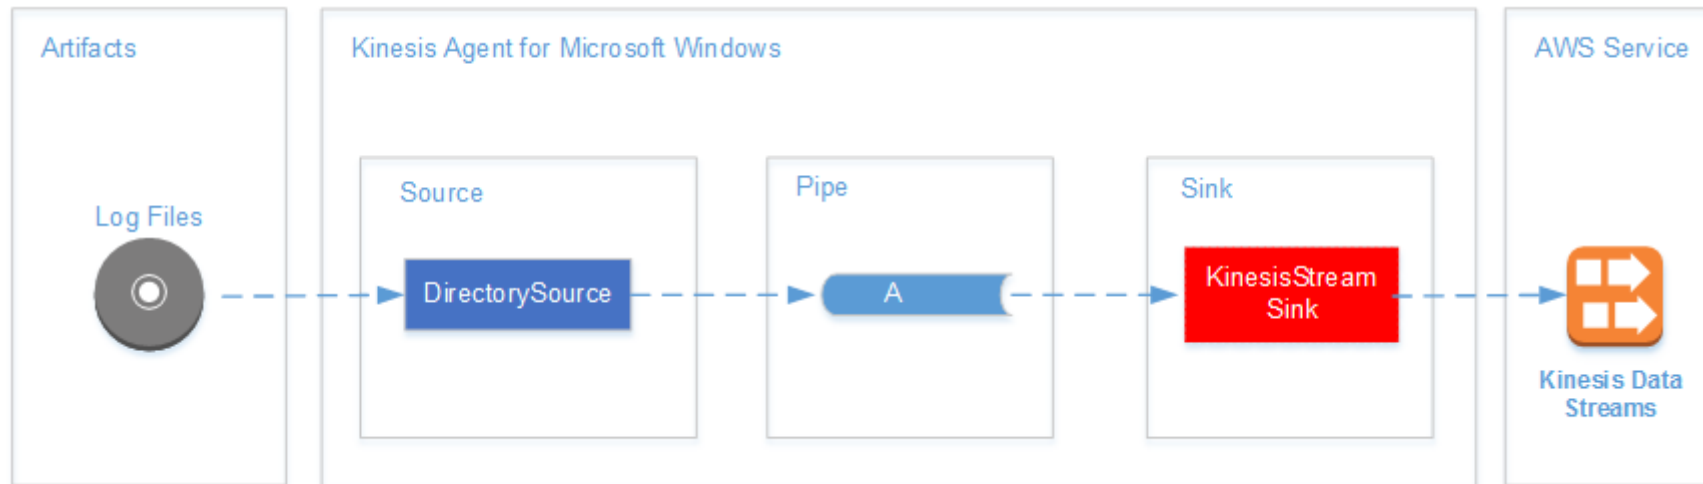 Artifacts
Kinesis Agent for Microsoft Windows
AWS Service
Log Files
Source
DirectorySource
Pipe
A
Sink
KinesisStream
Sink
Kinesis Data
Streams